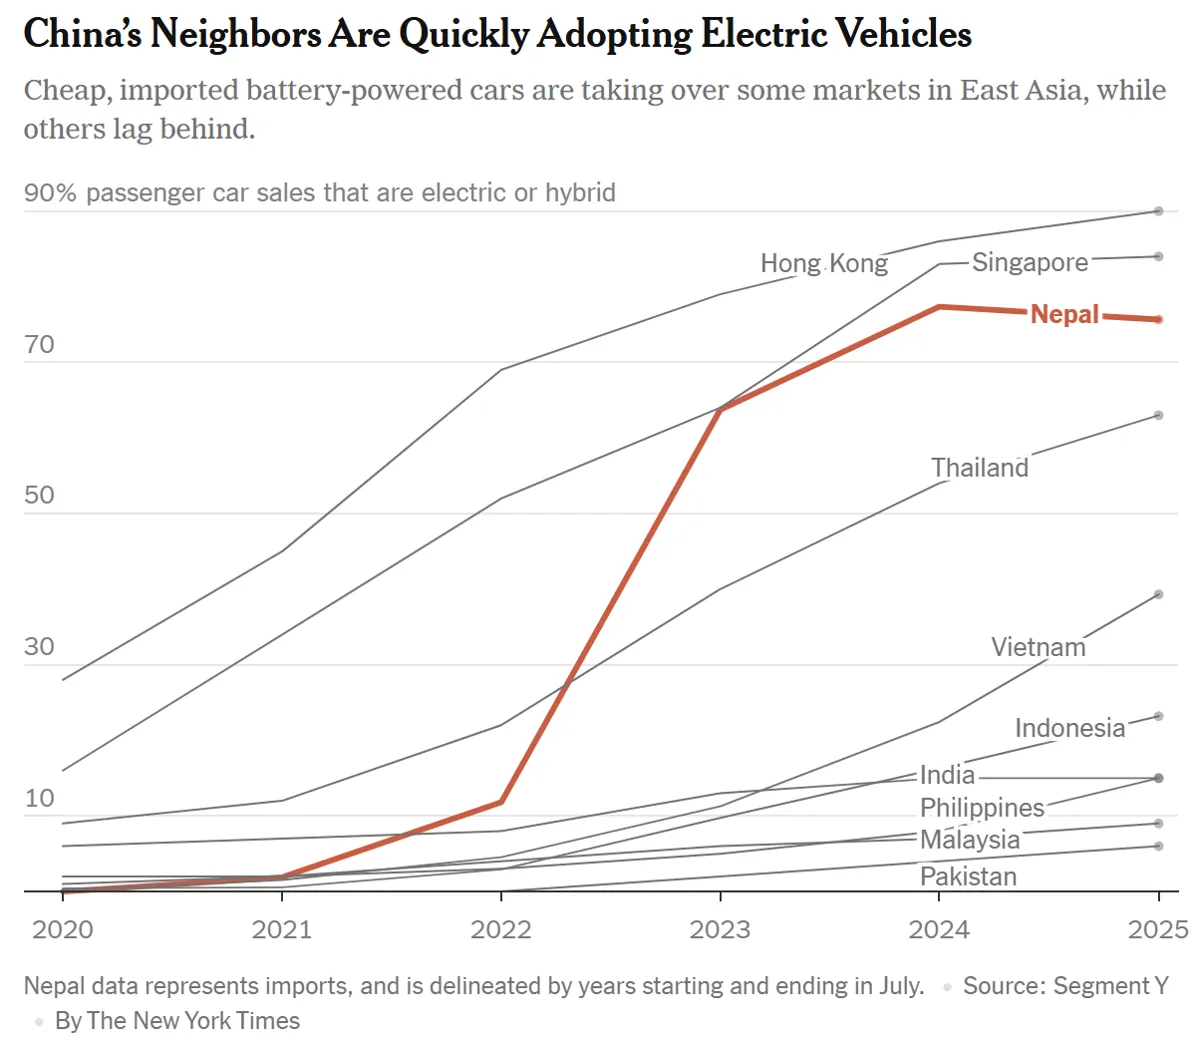 China's Neighbors Are Quickly Adopting Electric Vehicles
Cheap, imported battery-powered cars are taking over some markets in East Asia, while
others lag behind.
90% passenger car sales that are electric or hybrid
Hong Kong
Singapore
Nepal
70
Thailand
50
Vietnam
30
Indonesia
India
10
Philippines
Malaysia
Pakistan
2020 2021 2022 2023 2024 2025
Nepal data represents imports, and is delineated by years starting and ending in July. • Source: Segment Y
• By The New York Times